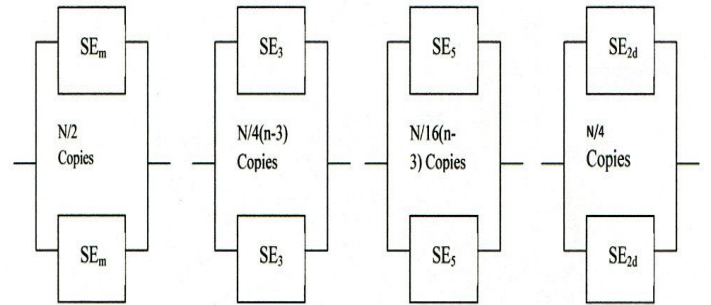 SEm
SE3
SE5
SE2d
N/2
Copies
N/4(n-3)
Copies
N/16(n-
3) Copies
N/4
Copies
SEm
SE3
SE5
SE2d